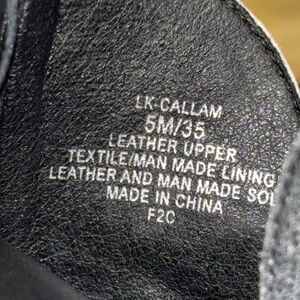 LK-CALLAM
5M/35
LEATHER UPPER
TEXTILE/MAN MADE LINING
LEATHER AND MAN MADE SOL
MADE IN CHINA
F2C